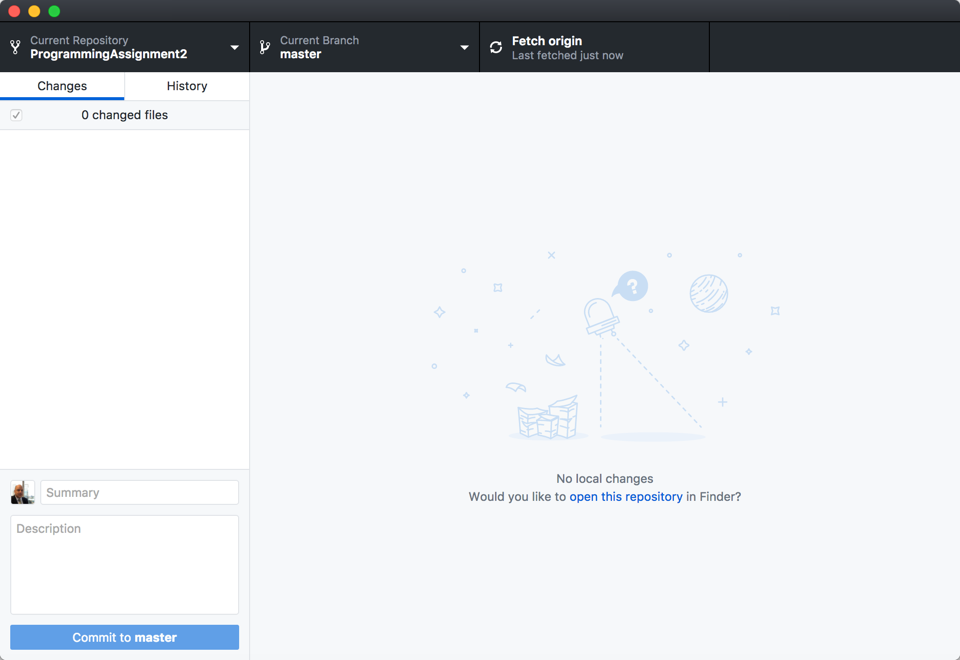 Current Repository
ProgrammingAssignment2
Current Branch
master
Fetch origin
Last fetched just now
Changes
History
0 changed files
?
No local changes
Would you like to open this repository in Finder?
Summary
Description
Commit to master